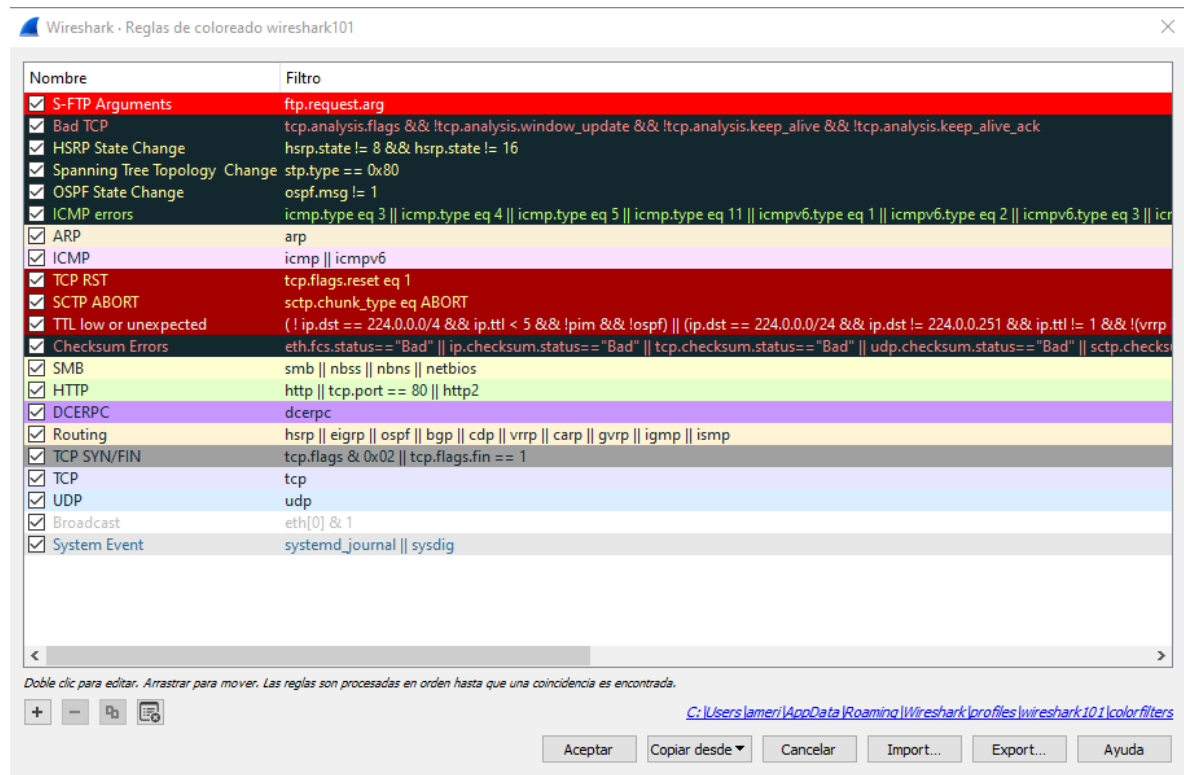 Wireshark · Reglas de coloreado wireshark101
Nombre Filtro
S-FTP Arguments ftp.request.arg
Bad TCP tcp.analysis.flags && !tcp.analysis.window_update && !tcp.analysis.keep_alive && !tcp.analysis.keep_alive_ack
HSRP State Change hsrp.state != 8 && hsrp.state != 16
Spanning Tree Topology  Change stp.type == 0x80
OSPF State Change ospf.msg != 1
ICMP errors icmp.type eq 3 || icmp.type eq 4 || icmp.type eq 5 || icmp.type eq 11 || icmpv6.type eq 1 || icmpv6.type eq 2 || icmpv6.type eq 3 || icr
ARP arp
ICMP icmp || icmpv6
TCP RST tcp.flags.reset eq 1
SCTP ABORT sctp.chunk_type eq ABORT
TTL low or unexpected ( ! ip.dst == 224.0.0.0/4 && ip.ttl < 5 && !pim && !ospf) || (ip.dst == 224.0.0.0/24 && ip.dst != 224.0.0.251 && ip.ttl != 1 && !(vrrp
Checksum Errors eth.fcs.status=="Bad" || ip.checksum.status=="Bad" || tcp.checksum.status=="Bad" || udp.checksum.status=="Bad" || sctp.checksu
SMB smb || nbss || nbns || netbios
HTTP http || tcp.port == 80 || http2
DCERPC dcerpc
Routing hsrp || eigrp || ospf || bgp || cdp || vrrp || carp || gvrp || igmp || ismp
TCP SYN/FIN tcp.flags & 0x02 || tcp.flags.fin == 1
TCP tcp
UDP udp
Broadcast eth[0] & 1
System Event systemd_journal || sysdig
Doble clic para editar. Arrastrar para mover. Las reglas son procesadas en orden hasta que una coincidencia es encontrada.
C:\Users\ameri\AppData\Roaming\Wireshark\profiles\wireshark101\colorfilters
Aceptar Copiar desde Cancelar Import... Export... Ayuda